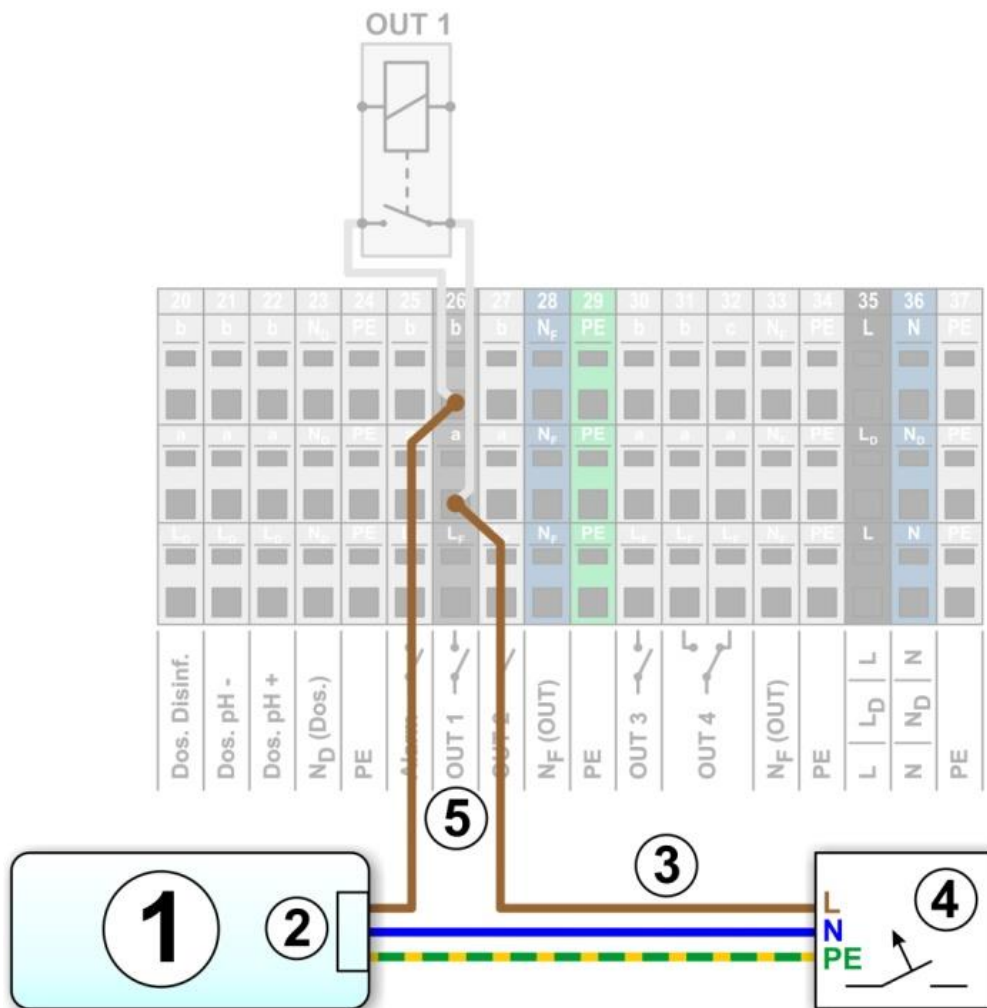 OUT 1
20 21 22 23 24 25 26 27 28 29 30 31 32 33 34 35 36 37
b b b N_D PE b b b N_F PE b b c N_F PE L N PE
a a a N_D PE a a N_F PE a a a N_F PE L_D N_D PE
L_D L_D L_D N_D PE L_F N_F PE L_F L_F L_F N_F PE L N PE
Dos. Disinf.
Dos. pH -
Dos. pH +
N_D (Dos.)
PE
Alarm
OUT 1
OUT 2
N_F (OUT)
PE
OUT 3
OUT 4
N_F (OUT)
PE
L | L_D | L
N | N_D | N
PE
5
3
1
2
4
L
N
PE